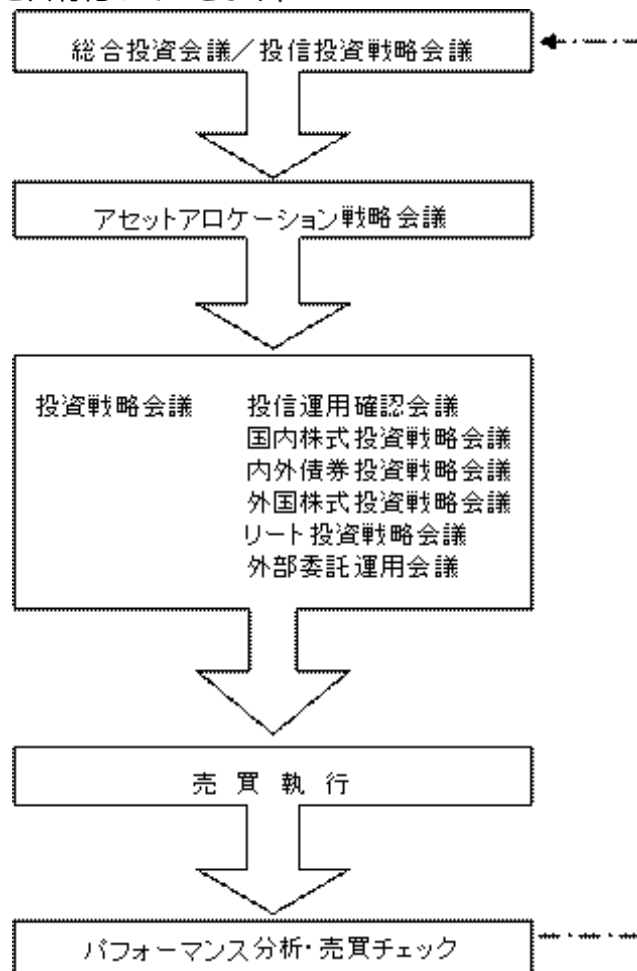 総合投資会議／投信投資戦略会議
アセットアロケーション戦略会議
投資戦略会議 投信運用確認会議
国内株式投資戦略会議
内外債券投資戦略会議
外国株式投資戦略会議
リート投資戦略会議
外部委託運用会議
売買執行
パフォーマンス分析・売買チェック